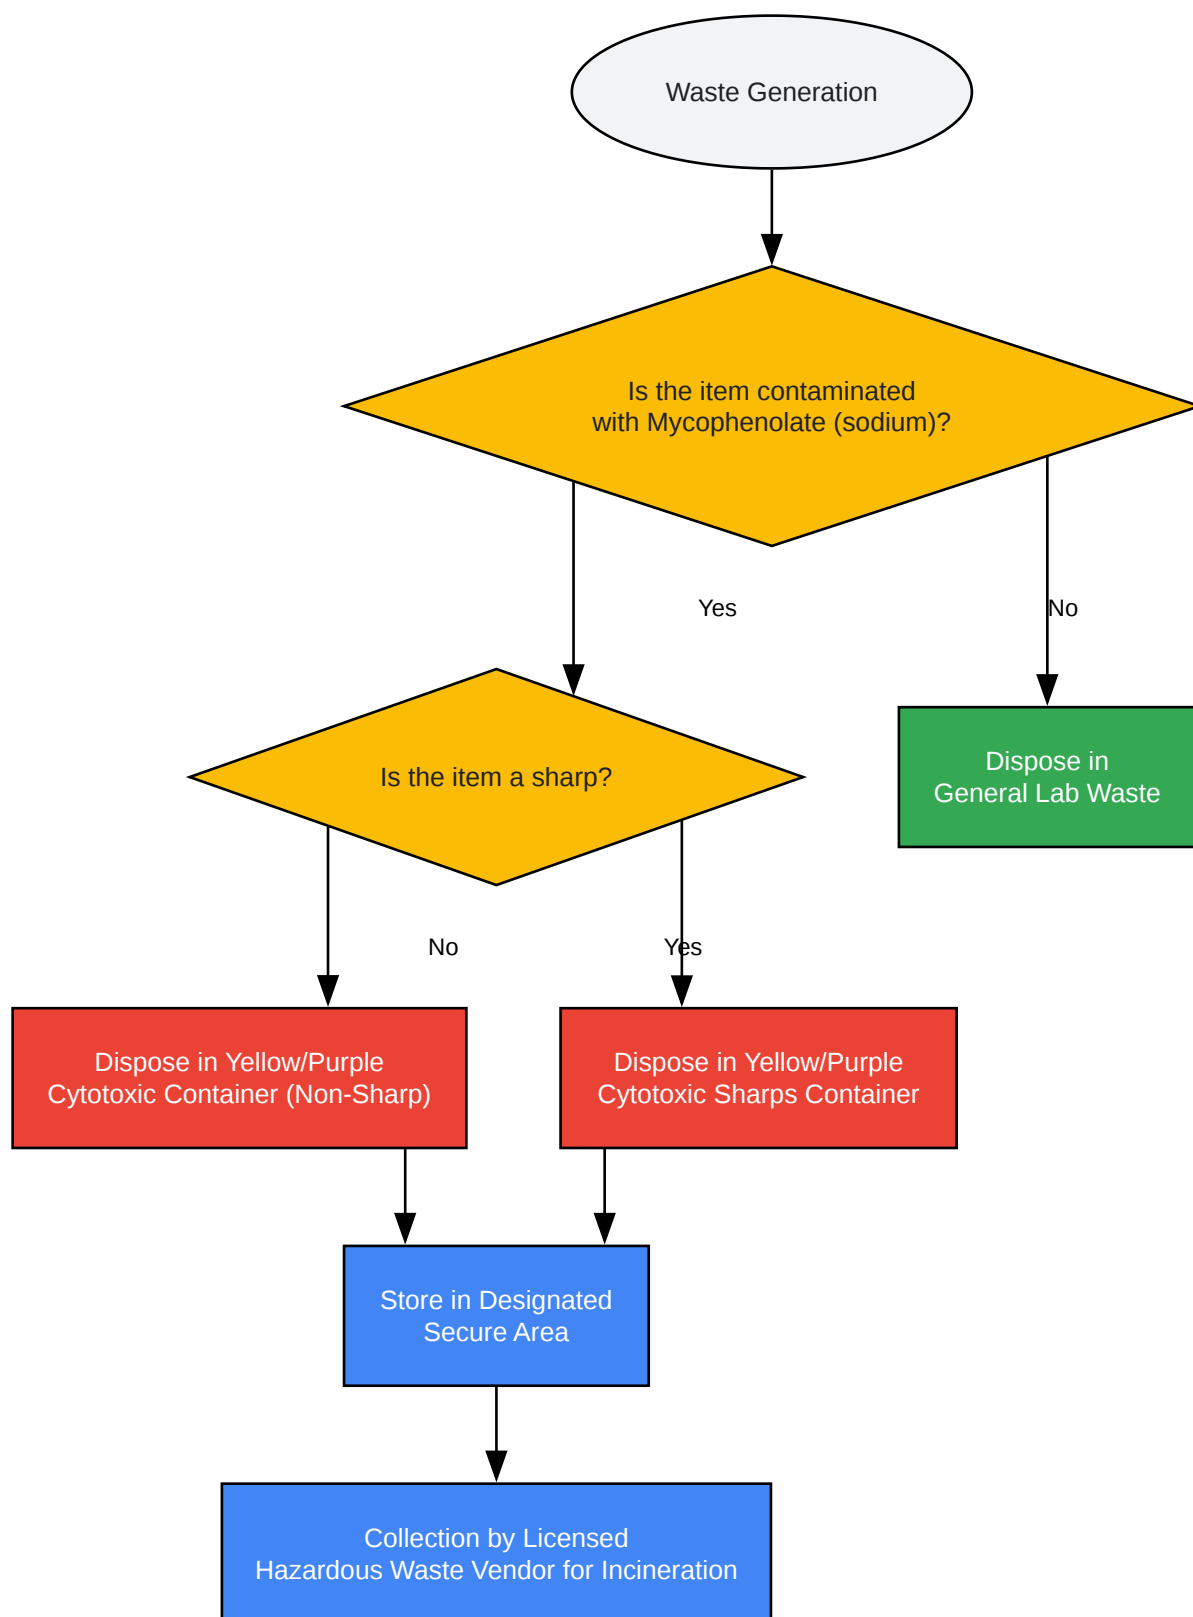 Waste Generation
Is the item contaminated
with Mycophenolate (sodium)?
Yes
No
Is the item a sharp?
Dispose in
General Lab Waste
No
Yes
Dispose in Yellow/Purple
Cytotoxic Container (Non-Sharp)
Dispose in Yellow/Purple
Cytotoxic Sharps Container
Store in Designated
Secure Area
Collection by Licensed
Hazardous Waste Vendor for Incineration